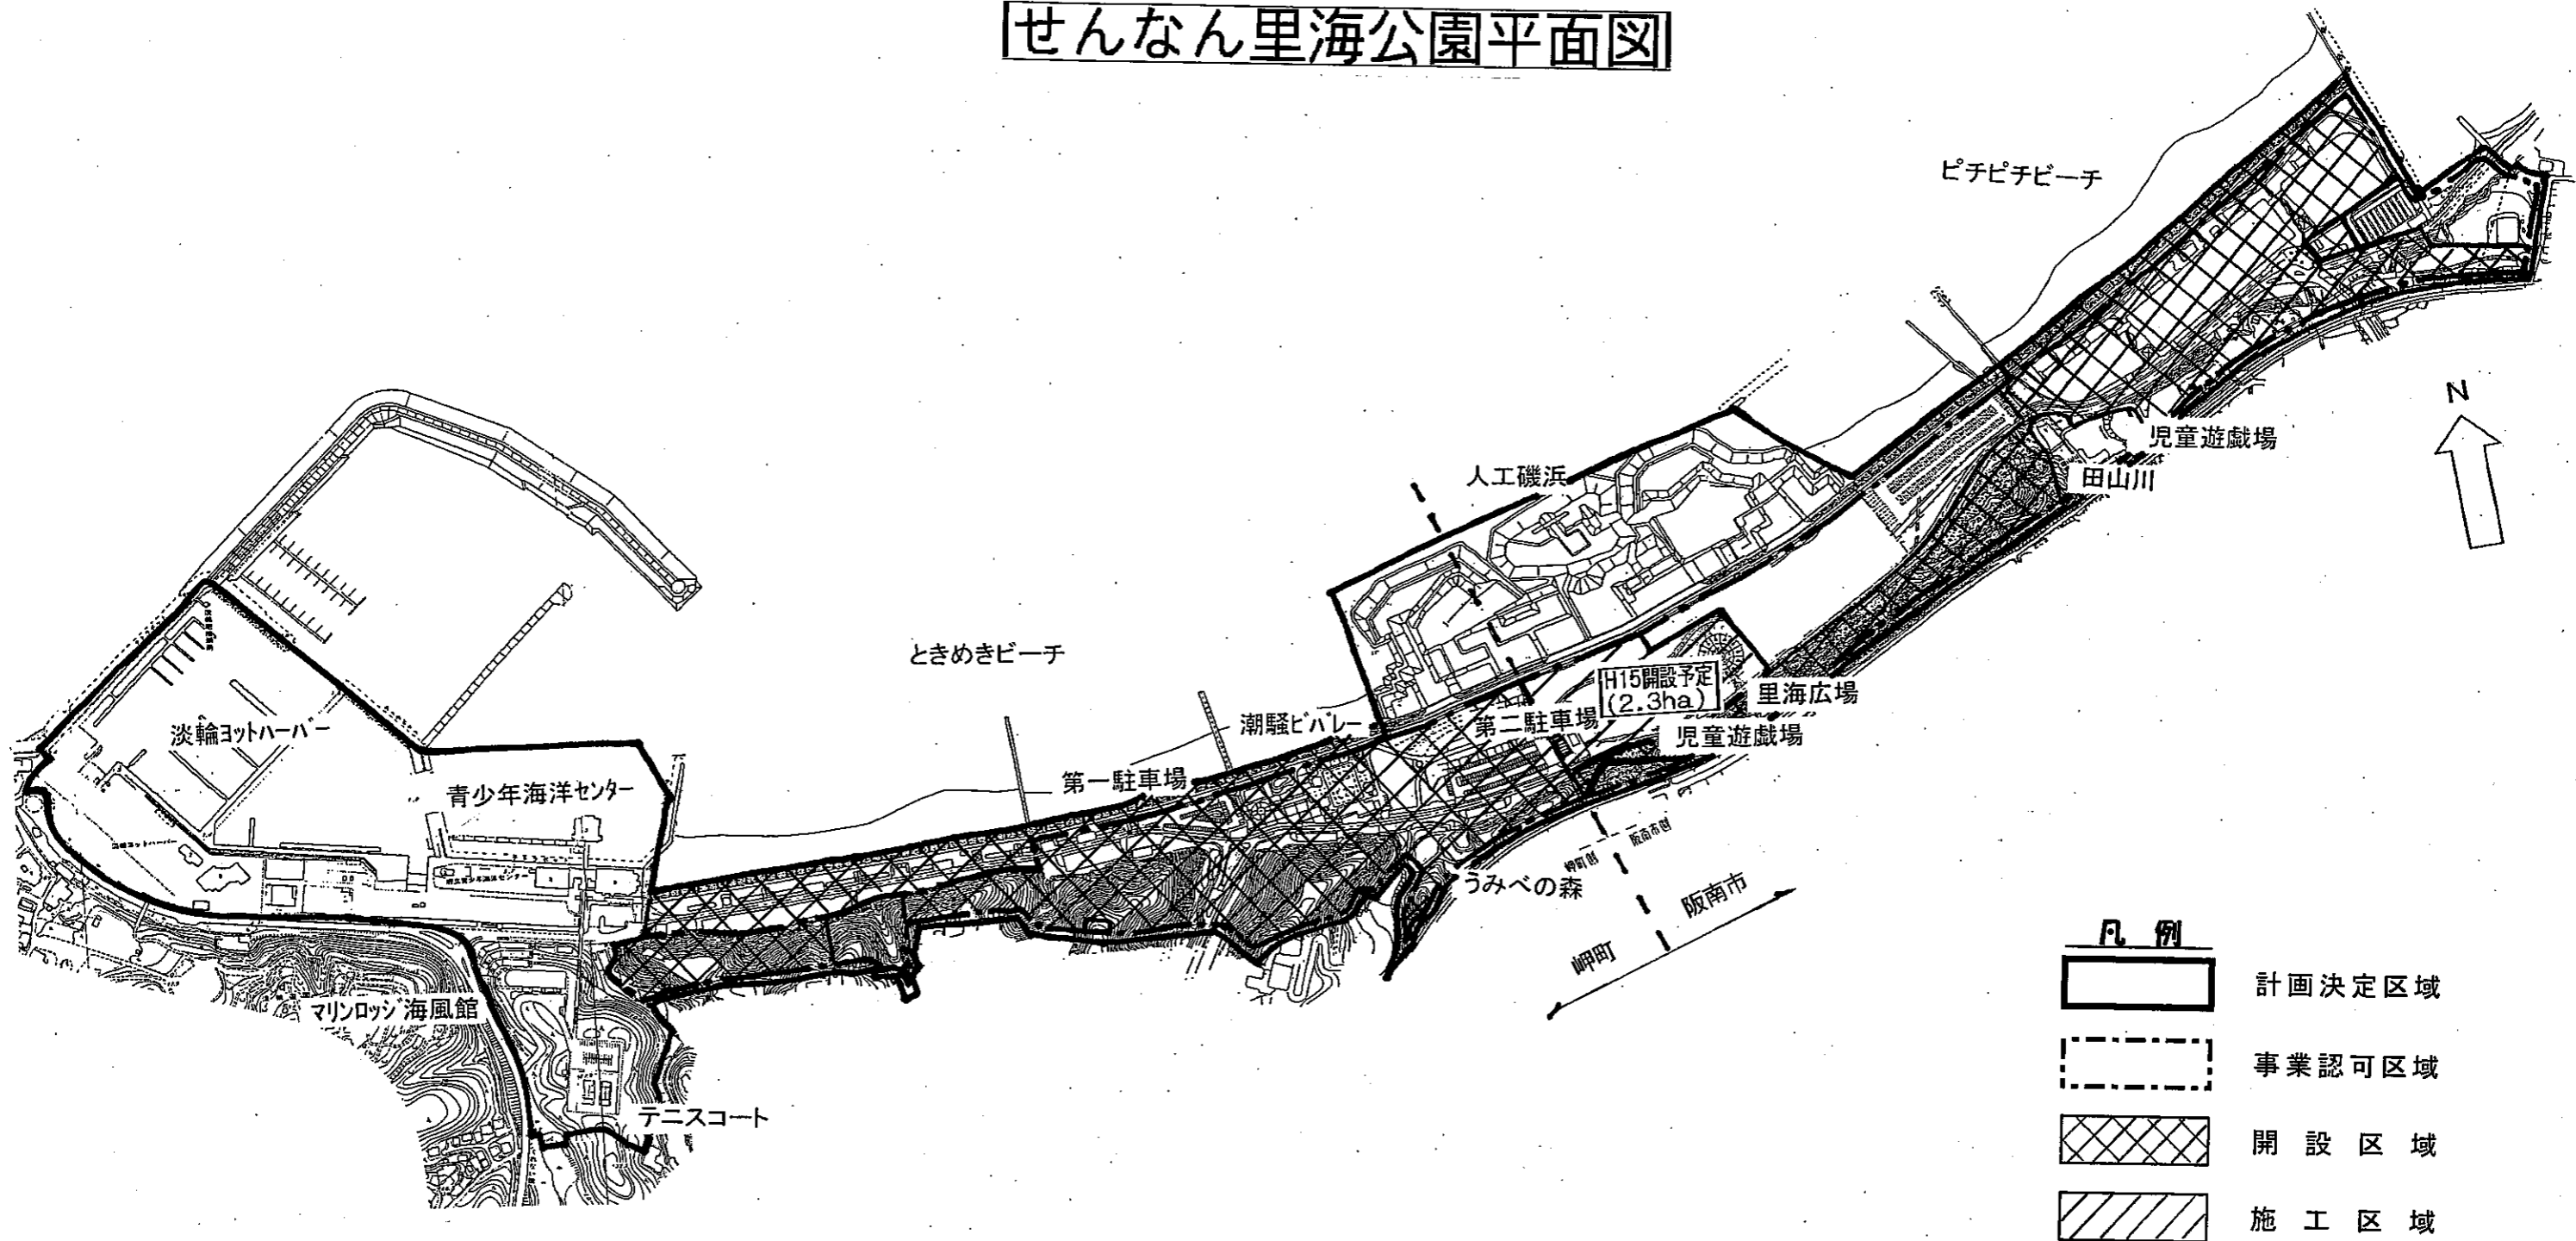 せんなん里海公園平面図
ピチピチビーチ
N
児童遊戯場
田山川
人工磯浜
ときめきビーチ
H15開設予定
(2.3ha)
里海広場
潮騒ビバレー
第二駐車場
児童遊戯場
淡輪ヨットハーバー
第一駐車場
青少年海洋センター
うみべの森
岬町側
阪南市側
阪南市
岬町
マリンロッジ海風館
テニスコート
凡例
計画決定区域
事業認可区域
開設区域
施工区域